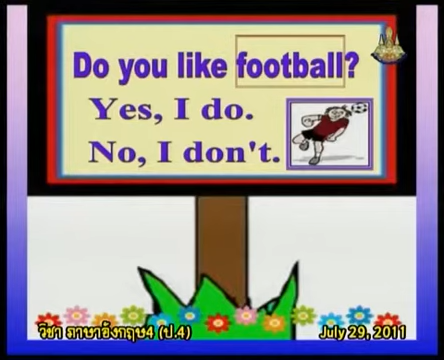 Do you like football?
Yes, I do.
No, I don't.
วิชา ภาษาอังกฤษ4 (ป.4)
July 29, 2011